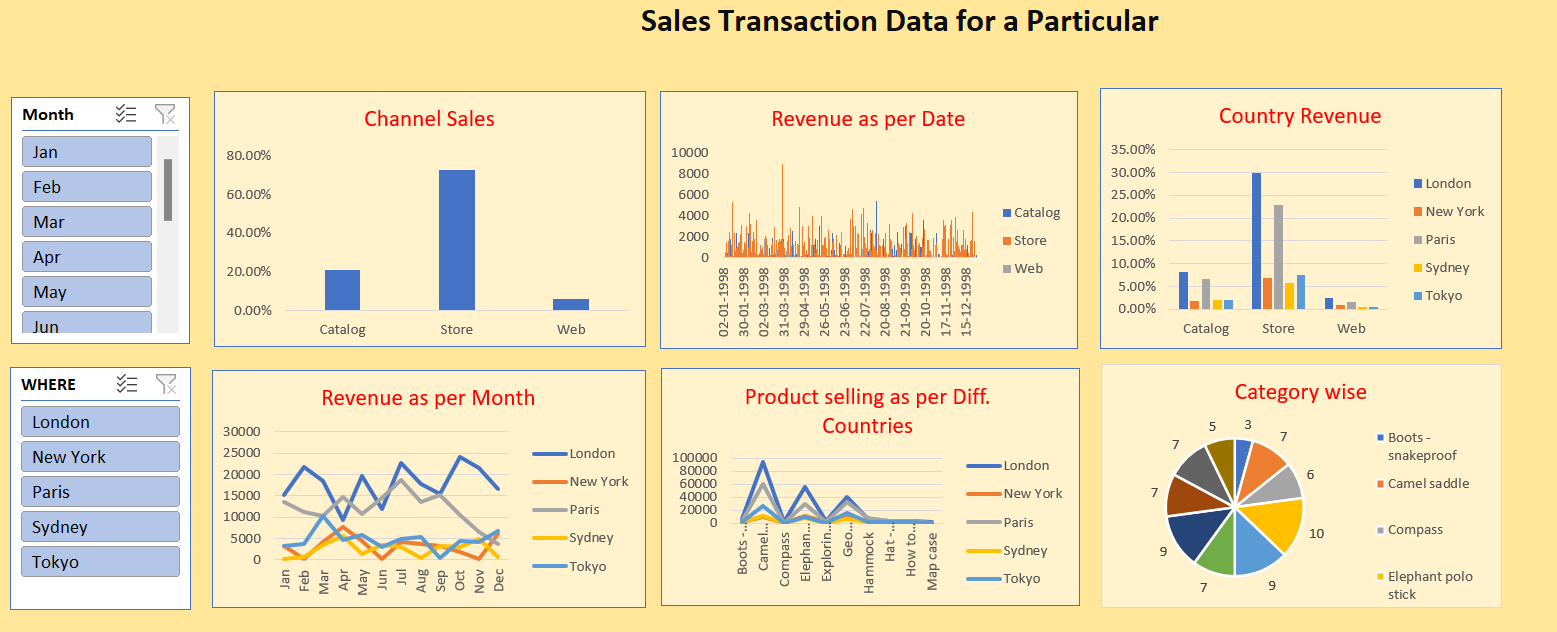 Sales Transaction Data for a Particular
Month
Jan
Feb
Mar
Apr
May
Jun
Channel Sales
80.00%
60.00%
40.00%
20.00%
0.00%
Catalog
Store
Web
Revenue as per Date
10000
8000
6000
4000
2000
0
02-01-1998
30-01-1998
02-03-1998
31-03-1998
29-04-1998
26-05-1998
23-06-1998
22-07-1998
20-08-1998
21-09-1998
20-10-1998
17-11-1998
15-12-1998
Catalog
Store
Web
Country Revenue
35.00%
30.00%
25.00%
20.00%
15.00%
10.00%
5.00%
0.00%
Catalog
Store
Web
London
New York
Paris
Sydney
Tokyo
WHERE
London
New York
Paris
Sydney
Tokyo
Revenue as per Month
30000
25000
20000
15000
10000
5000
0
Jan
Feb
Mar
Apr
May
Jun
Jul
Aug
Sep
Oct
Nov
Dec
London
New York
Paris
Sydney
Tokyo
Product selling as per Diff.
Countries
100000
80000
60000
40000
20000
0
Boots -…
Camel…
Compass
Elephan…
Explorin…
Geo…
Hammock
Hat -…
How to…
Map case
London
New York
Paris
Sydney
Tokyo
Category wise
3
7
6
10
9
7
9
7
7
5
Boots -
snakeproof
Camel saddle
Compass
Elephant polo
stick